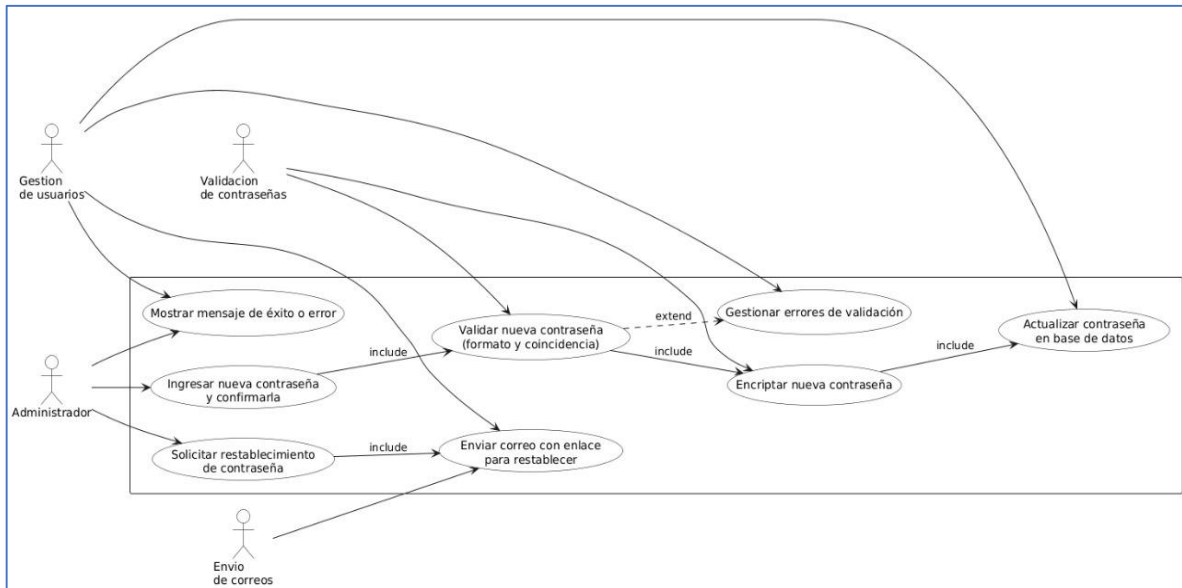 Gestion
de usuarios
Validacion
de contraseñas
Mostrar mensaje de éxito o error
Validar nueva contraseña
(formato y coincidencia)
extend
Gestionar errores de validación
Actualizar contraseña
en base de datos
include
include
include
Ingresar nueva contraseña
y confirmarla
Encriptar nueva contraseña
Administrador
Solicitar restablecimiento
de contraseña
include
Enviar correo con enlace
para restablecer
Envio
de correos